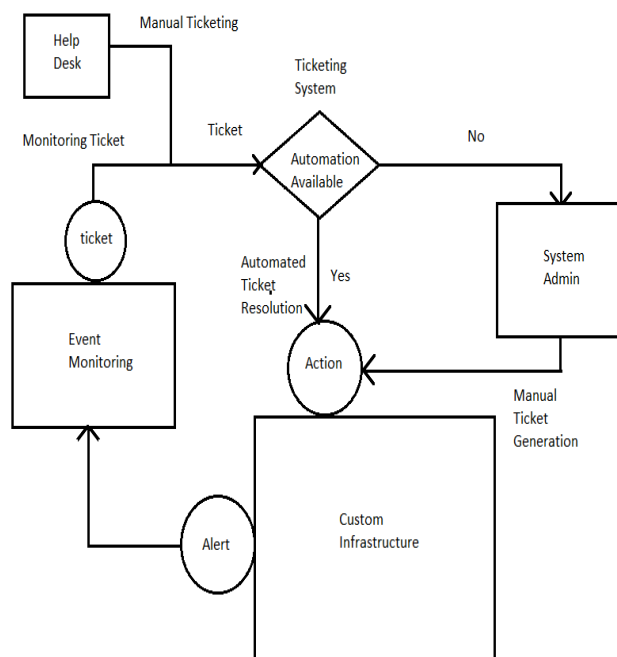 Manual Ticketing
Help
Desk
Ticketing
System
Monitoring Ticket
Ticket
No
Automation
Available
ticket
System
Admin
Automated
Ticket
Resolution
Yes
Event
Monitoring
Action
Manual
Ticket
Generation
Alert
Custom
Infrastructure